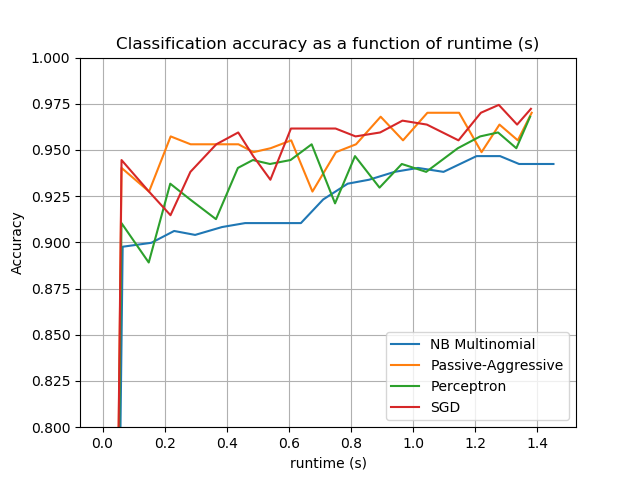 Classification accuracy as a function of runtime (s)
1.000
0.975
0.950
0.925
0.900
0.875
0.850
0.825
0.800
Accuracy
NB Multinomial
Passive-Aggressive
Perceptron
SGD
0.0 0.2 0.4 0.6 0.8 1.0 1.2 1.4
runtime (s)